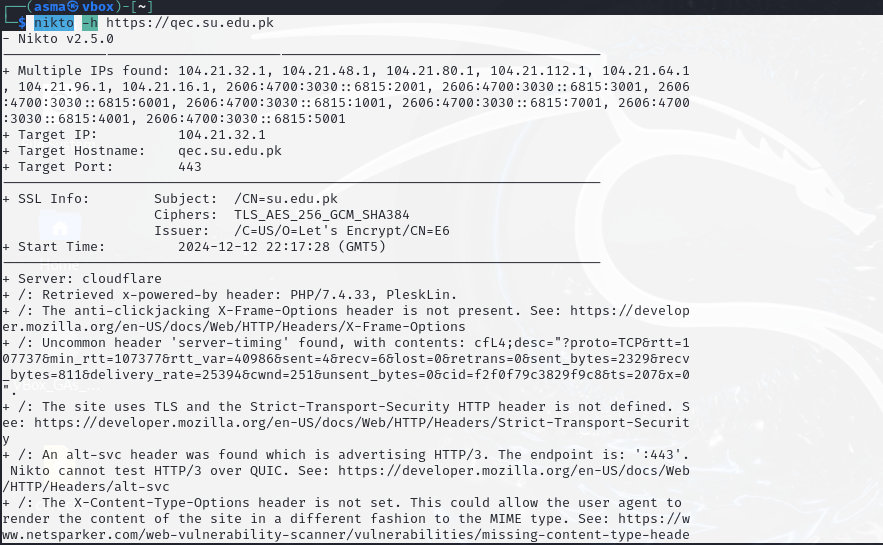 (asma㉿vbox)-[~]
$ nikto -h https://qec.su.edu.pk
- Nikto v2.5.0
+ Multiple IPs found: 104.21.32.1, 104.21.48.1, 104.21.80.1, 104.21.112.1, 104.21.64.1
, 104.21.96.1, 104.21.16.1, 2606:4700:3030::6815:2001, 2606:4700:3030::6815:3001, 2606
:4700:3030::6815:6001, 2606:4700:3030::6815:1001, 2606:4700:3030::6815:7001, 2606:4700
:3030::6815:4001, 2606:4700:3030::6815:5001
+ Target IP: 104.21.32.1
+ Target Hostname: qec.su.edu.pk
+ Target Port: 443
+ SSL Info: Subject: /CN=su.edu.pk
Ciphers: TLS_AES_256_GCM_SHA384
Issuer: /C=US/O=Let's Encrypt/CN=E6
+ Start Time: 2024-12-12 22:17:28 (GMT5)
+ Server: cloudflare
+ /: Retrieved x-powered-by header: PHP/7.4.33, PleskLin.
+ /: The anti-clickjacking X-Frame-Options header is not present. See: https://develop
er.mozilla.org/en-US/docs/Web/HTTP/Headers/X-Frame-Options
+ /: Uncommon header 'server-timing' found, with contents: cfL4;desc="?proto=TCP&rtt=1
07737&min_rtt=107377&rtt_var=40986&sent=4&recv=6&lost=0&retrans=0&sent_bytes=2329&recv
_bytes=811&delivery_rate=25394&cwnd=251&unsent_bytes=0&cid=f2f0f79c3829f9c8&ts=207&x=0
".
+ /: The site uses TLS and the Strict-Transport-Security HTTP header is not defined. S
ee: https://developer.mozilla.org/en-US/docs/Web/HTTP/Headers/Strict-Transport-Securit
y
+ /: An alt-svc header was found which is advertising HTTP/3. The endpoint is: ':443'.
Nikto cannot test HTTP/3 over QUIC. See: https://developer.mozilla.org/en-US/docs/Web
/HTTP/Headers/alt-svc
+ /: The X-Content-Type-Options header is not set. This could allow the user agent to
render the content of the site in a different fashion to the MIME type. See: https://w
ww.netsparker.com/web-vulnerability-scanner/vulnerabilities/missing-content-type-heade